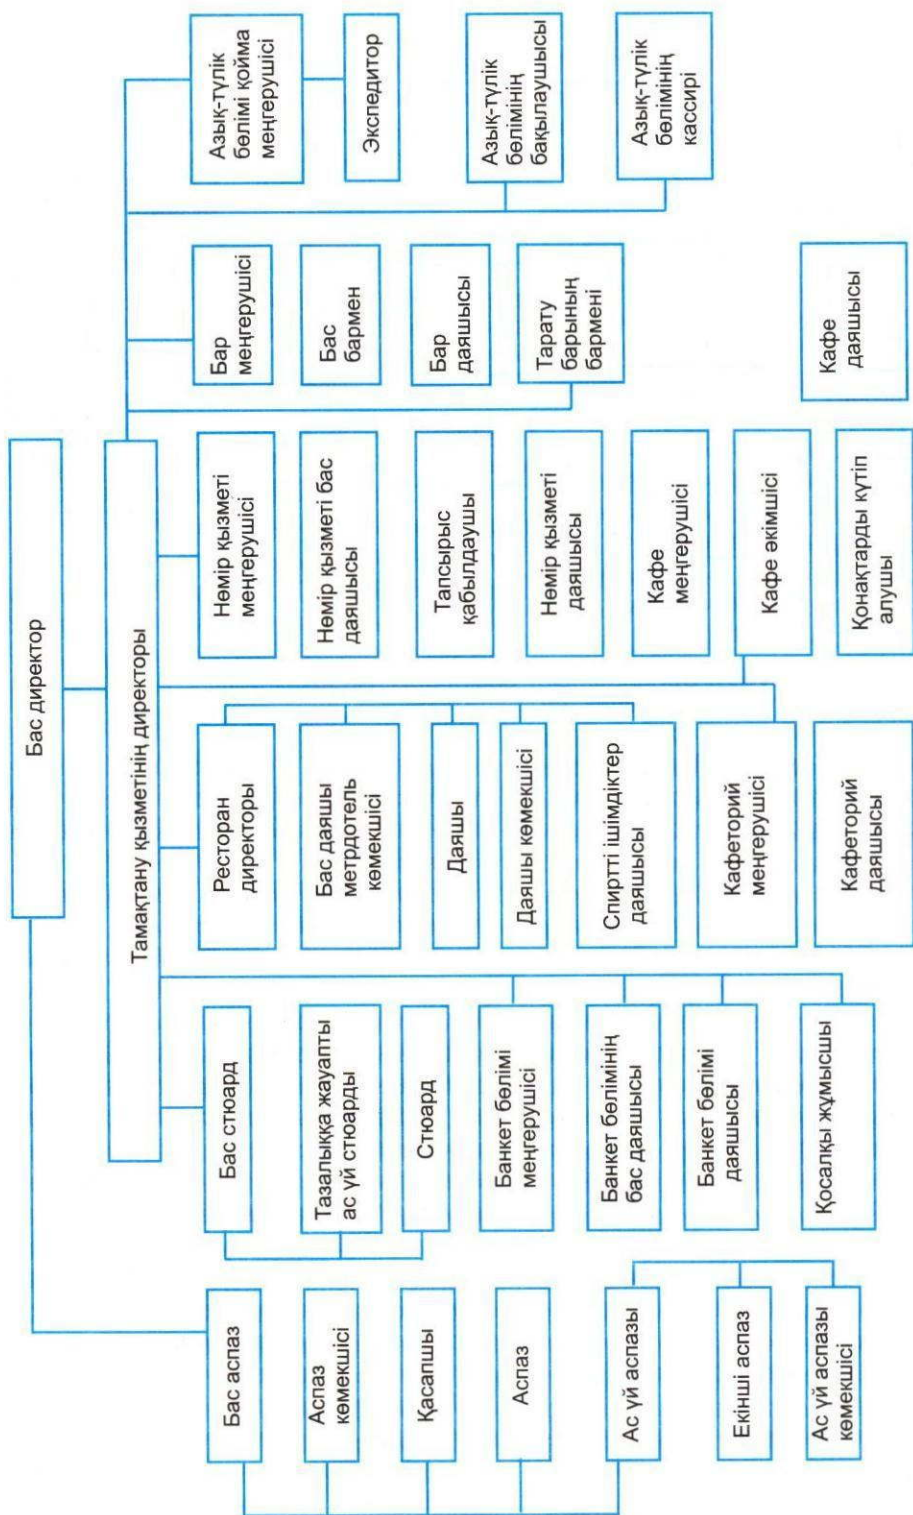 Бас директор
Тамақтану қызметінің директоры
Бас аспаз
Аспаз
көмекшісі
Қасапшы
Аспаз
Ас үй аспазы
Екінші аспаз
Ас үй аспазы
көмекшісі
Бас стюард
Тазалыққа жауапты
ас үй стюарды
Стюард
Банкет бөлімі
меңгерушісі
Банкет бөлімінің
бас даяшысы
Банкет бөлімі
даяшысы
Қосалқы жұмысшы
Ресторан
директоры
Бас даяшы
метрдотель
көмекшісі
Даяшы
Даяшы көмекшісі
Спиртті ішімдіктер
даяшысы
Кафеторий
меңгерушісі
Кафеторий
даяшысы
Нөмір қызметі
меңгерушісі
Нөмір қызметі бас
даяшысы
Тапсырыс
қабылдаушы
Нөмір қызметі
даяшысы
Кафе
меңгерушісі
Кафе әкімшісі
Қонақтарды күтіп
алушы
Бар
меңгерушісі
Бас
бармен
Бар
даяшысы
Тарату
барының
бармені
Кафе
даяшысы
Азық-түлік
бөлімі қойма
меңгерушісі
Экспедитор
Азық-түлік
бөлімінің
бақылаушысы
Азық-түлік
бөлімінің
кассирі